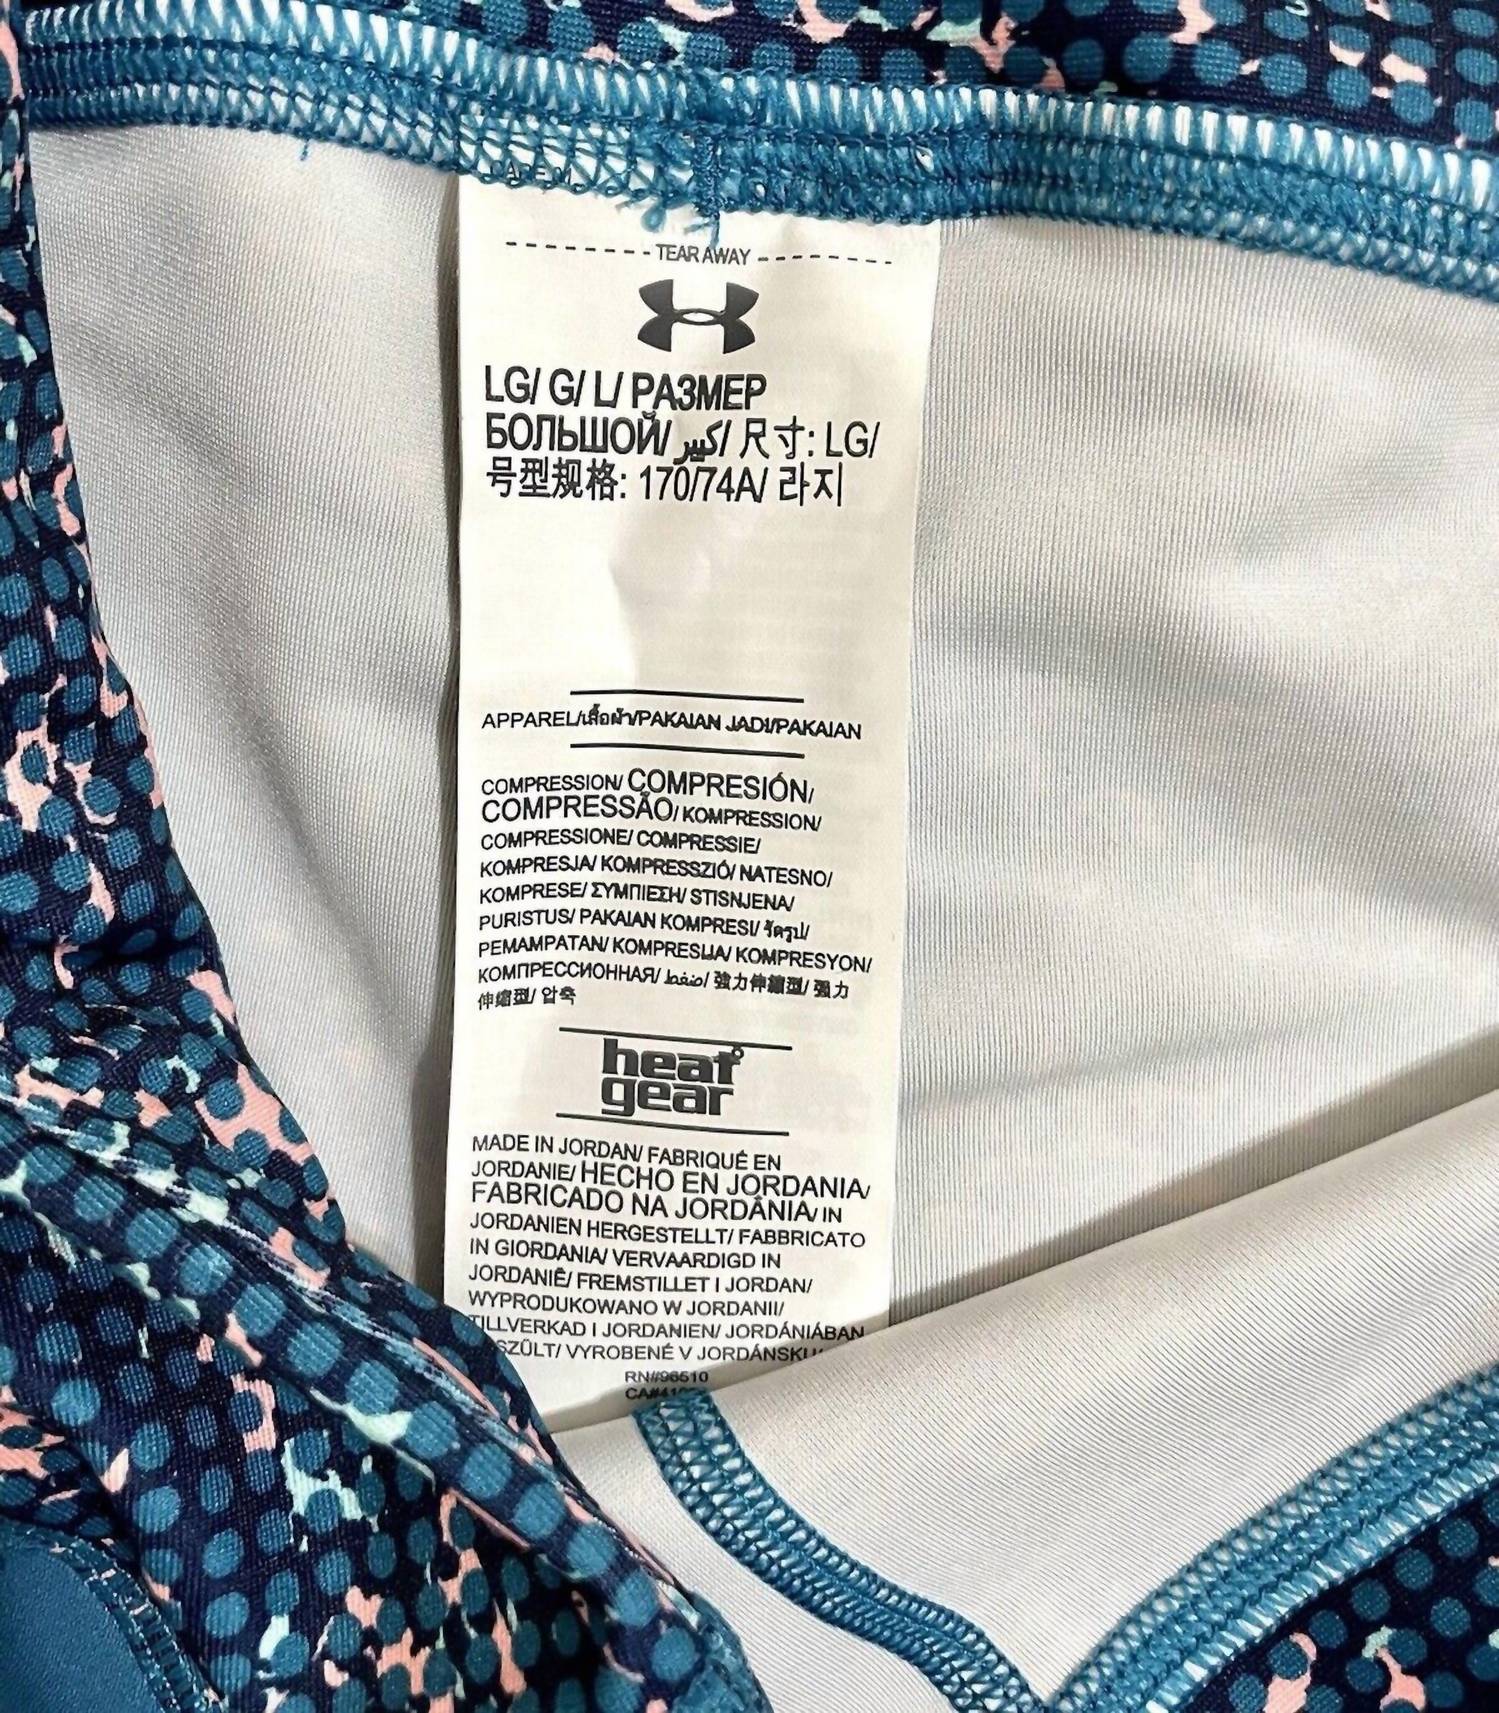 TEAR AWAY
LG/ G/ L/ РАЗМЕР
БОЛЬШОЙ/ كبير/ 尺寸: LG/
号型规格: 170/74A/ 라지
APPAREL/เสื้อผ้า/PAKAIAN JADI/PAKAIAN
COMPRESSION/ COMPRESIÓN/
COMPRESSÃO/ KOMPRESSION/
COMPRESSIONE/ COMPRESSIE/
KOMPRESJA/ KOMPRESSZIÓ/ NATESNO/
KOMPRESE/ ΣΥΜΠΙΕΣΗ/ STISNJENA/
PURISTUS/ PAKAIAN KOMPRESI/ รัดรูป/
PEMAMPATAN/ KOMPRESIJA/ KOMPRESYON/
КОМПРЕССИОННАЯ/ ضغط/ 強力伸縮型/ 强力
伸缩型/ 압축
heat
gear
MADE IN JORDAN/ FABRIQUÉ EN
JORDANIE/ HECHO EN JORDANIA/
FABRICADO NA JORDÂNIA/ IN
JORDANIEN HERGESTELLT/ FABBRICATO
IN GIORDANIA/ VERVAARDIGD IN
JORDANIË/ FREMSTILLET I JORDAN/
WYPRODUKOWANO W JORDANII/
TILLVERKAD I JORDANIEN/ JORDÁNIÁBAN
VYROBENÉ V JORDÁNSKU/
RN#96510